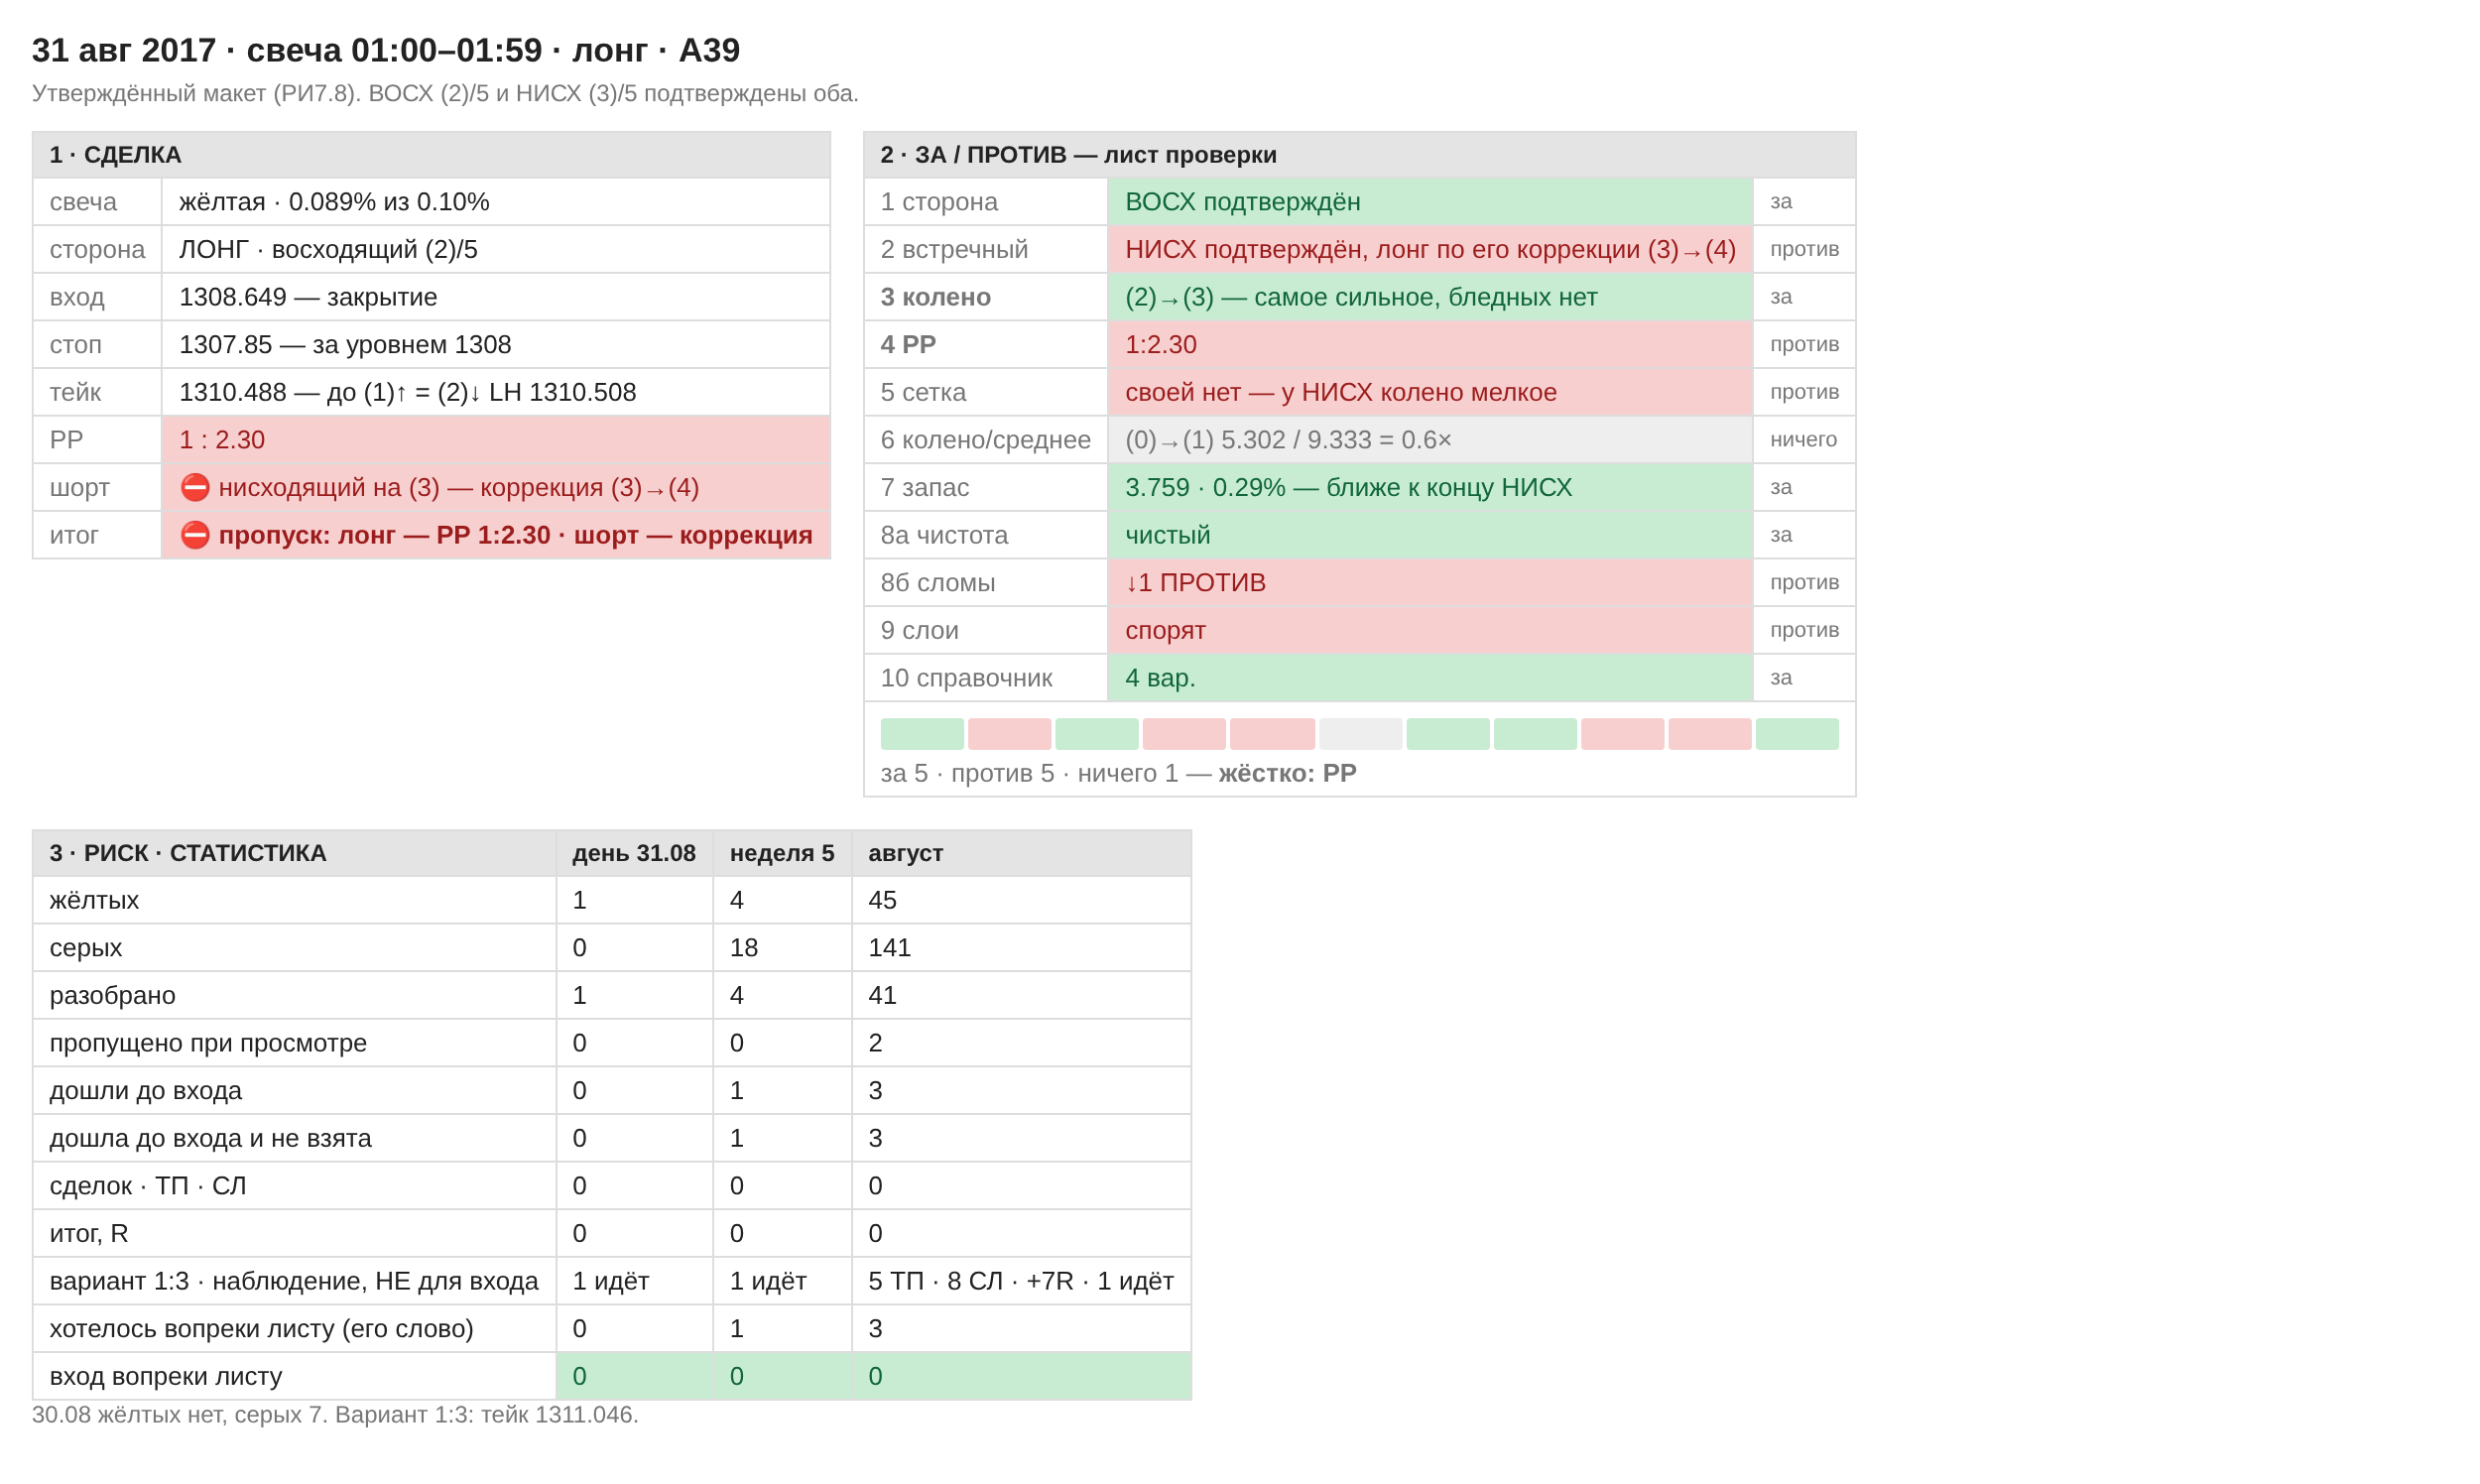 31 авг 2017 · свеча 01:00–01:59 · лонг · A39
Утверждённый макет (РИ7.8). ВОСХ (2)/5 и НИСХ (3)/5 подтверждены оба.
1 · СДЕЛКА
свеча жёлтая · 0.089% из 0.10%
сторона ЛОНГ · восходящий (2)/5
вход 1308.649 — закрытие
стоп 1307.85 — за уровнем 1308
тейк 1310.488 — до (1)↑ = (2)↓ LH 1310.508
РР 1 : 2.30
шорт ⛔ нисходящий на (3) — коррекция (3)→(4)
итог ⛔ пропуск: лонг — РР 1:2.30 · шорт — коррекция
2 · ЗА / ПРОТИВ — лист проверки
1 сторона ВОСХ подтверждён за
2 встречный НИСХ подтверждён, лонг по его коррекции (3)→(4) против
3 колено (2)→(3) — самое сильное, бледных нет за
4 РР 1:2.30 против
5 сетка своей нет — у НИСХ колено мелкое против
6 колено/среднее (0)→(1) 5.302 / 9.333 = 0.6× ничего
7 запас 3.759 · 0.29% — ближе к концу НИСХ за
8а чистота чистый за
8б сломы ↓1 ПРОТИВ против
9 слои спорят против
10 справочник 4 вар. за
за 5 · против 5 · ничего 1 — жёстко: РР
3 · РИСК · СТАТИСТИКА день 31.08 неделя 5 август
жёлтых 1 4 45
серых 0 18 141
разобрано 1 4 41
пропущено при просмотре 0 0 2
дошли до входа 0 1 3
дошла до входа и не взята 0 1 3
сделок · ТП · СЛ 0 0 0
итог, R 0 0 0
вариант 1:3 · наблюдение, НЕ для входа 1 идёт 1 идёт 5 ТП · 8 СЛ · +7R · 1 идёт
хотелось вопреки листу (его слово) 0 1 3
вход вопреки листу 0 0 0
30.08 жёлтых нет, серых 7. Вариант 1:3: тейк 1311.046.